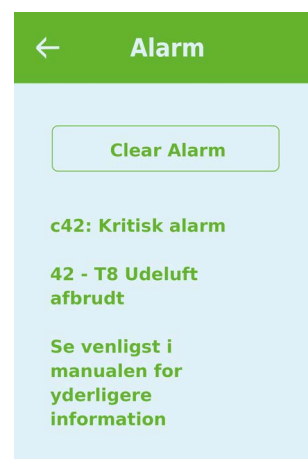 Alarm
Clear Alarm
c42: Kritisk alarm
42 - T8 Udeluft
afbrudt
Se venligst i
manualen for
yderligere
information